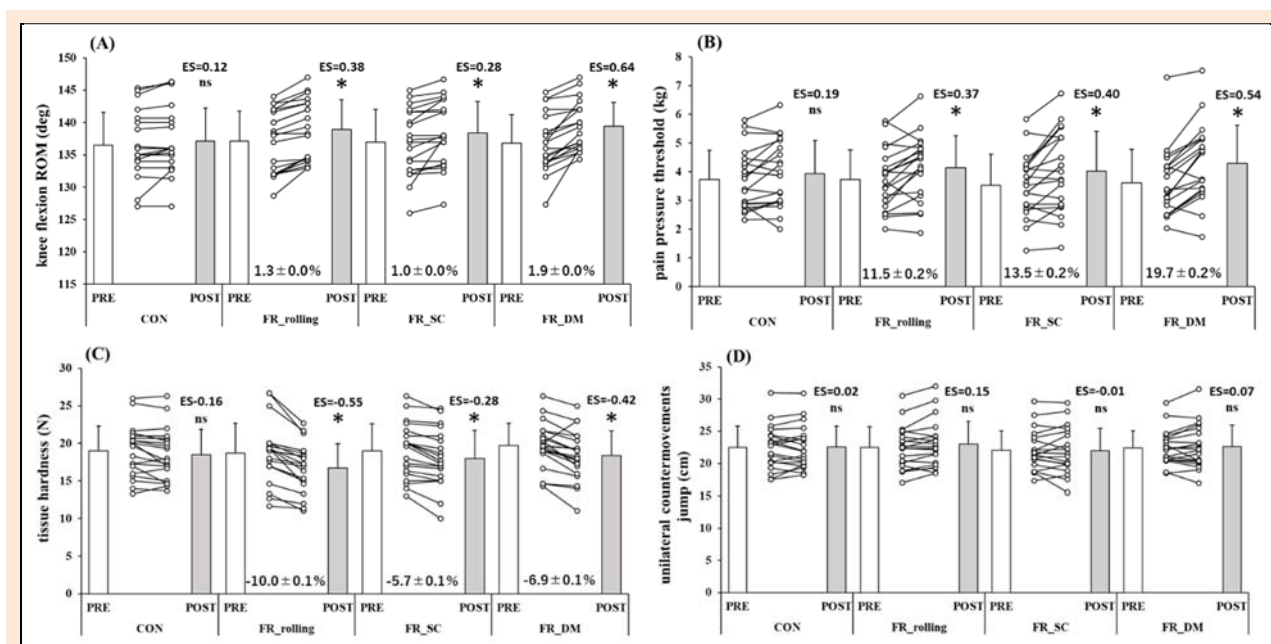 (A)
knee flexion ROM (deg)
150
145
140
135
130
125
120
115
ES=0.12
ns
ES=0.38
*
ES=0.28
*
ES=0.64
*
1.3±0.0%
1.0±0.0%
1.9±0.0%
PRE POST PRE POST PRE POST PRE POST
CON FR_rolling FR_SC FR_DM
(B)
pain pressure threshold (kg)
8
7
6
5
4
3
2
1
0
ES=0.19
ns
ES=0.37
*
ES=0.40
*
ES=0.54
*
11.5±0.2%
13.5±0.2%
19.7±0.2%
PRE POST PRE POST PRE POST PRE POST
CON FR_rolling FR_SC FR_DM
(C)
tissue hardness (N)
30
25
20
15
10
5
0
ES-0.16
ns
ES=-0.55
*
ES=-0.28
*
ES=-0.42
*
-10.0±0.1%
-5.7±0.1%
-6.9±0.1%
PRE POST PRE POST PRE POST PRE POST
CON FR_rolling FR_SC FR_DM
(D)
unilateral countermovements
jump (cm)
35
30
25
20
15
10
5
0
ES=0.02
ns
ES=0.15
ns
ES=-0.01
ns
ES=0.07
ns
PRE POST PRE POST PRE POST PRE POST
CON FR_rolling FR_SC FR_DM